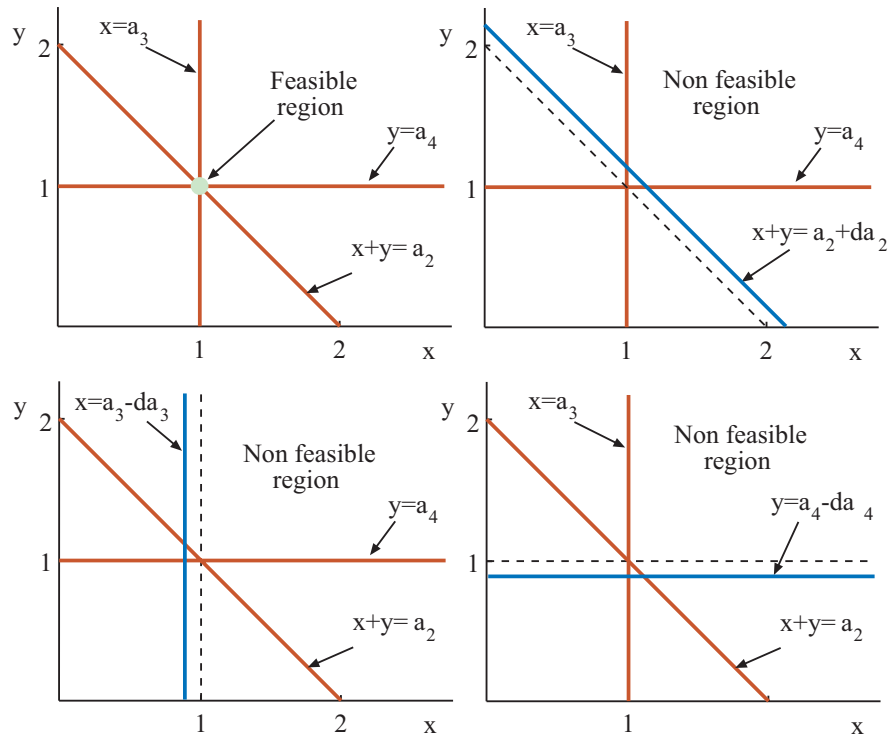 y
2
x=a₃
Feasible
region
y=a₄
1
x+y= a₂
1
2
x
y
2
x=a₃
Non feasible
region
y=a₄
1
x+y= a₂+da₂
1
2
x
y
2
x=a₃-da₃
Non feasible
region
y=a₄
1
x+y= a₂
1
2
x
y
2
x=a₃
Non feasible
region
y=a₄-da₄
1
x+y= a₂
1
x